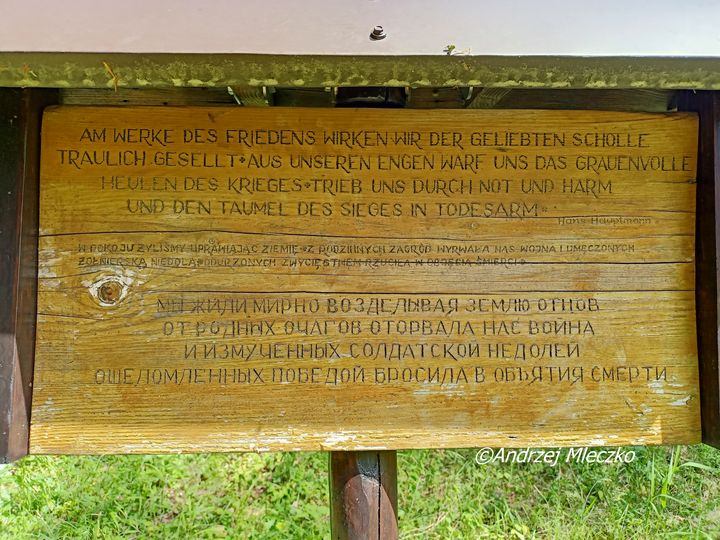 AM WERKE DES FRIEDENS WIRKEN WIR DER GELIEBTEN SCHOLLE
TRAULICH GESELLT • AUS UNSEREN ENGEN WARF UNS DAS GRAUENVOLLE
HEULEN DES KRIEGES • TRIEB UNS DURCH NOT UND HARM
UND DEN TAUMEL DES SIEGES IN TODESARM •
Hans Hauptmann
W POKOJU ŻYLIŚMY UPRAWIAJĄC ZIEMIĘ • Z RODZINNYCH ZAGRÓD WYRWAŁA NAS WOJNA I UMĘCZONYCH
ŻOŁNIERSKĄ NIEDOLĄ • ODURZONYCH ZWYCIĘSTWEM RZUCIŁA W OBJĘCIA ŚMIERCI •
МЫ ЖИЛИ МИРНО ВОЗДЕЛЫВАЯ ЗЕМЛЮ ОТЦОВ
ОТ РОДНЫХ ОЧАГОВ ОТОРВАЛА НАС ВОЙНА
И ИЗМУЧЕННЫХ СОЛДАТСКОЙ НЕДОЛЕЙ
ОШЕЛОМЛЕННЫХ ПОБЕДОЙ БРОСИЛА В ОБЪЯТИЯ СМЕРТИ
©Andrzej Mleczko